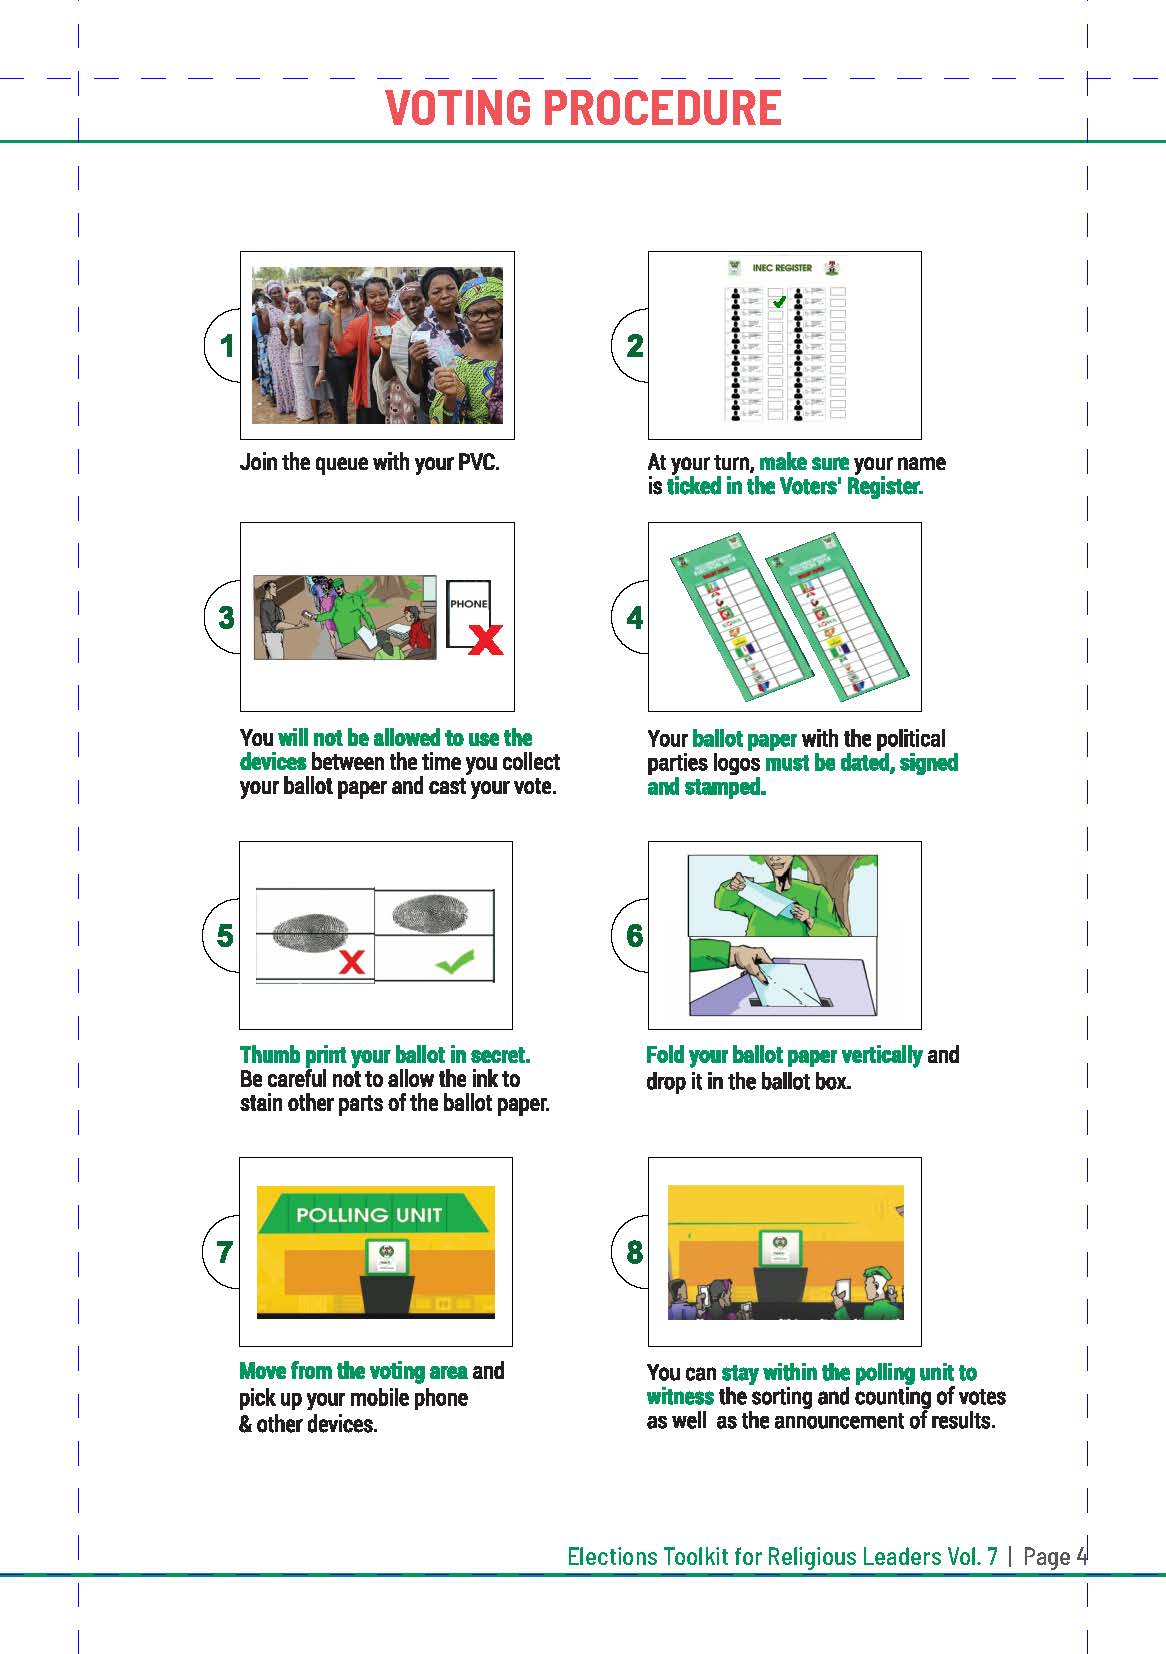 VOTING PROCEDURE
1
Join the queue with your PVC.
2
INEC REGISTER
At your turn, make sure your name
is ticked in the Voters' Register.
3
PHONE
X
You will not be allowed to use the
devices between the time you collect
your ballot paper and cast your vote.
4
Your ballot paper with the political
parties logos must be dated, signed
and stamped.
5
X
Thumb print your ballot in secret.
Be careful not to allow the ink to
stain other parts of the ballot paper.
6
Fold your ballot paper vertically and
drop it in the ballot box.
7
POLLING UNIT
Move from the voting area and
pick up your mobile phone
& other devices.
8
You can stay within the polling unit to
witness the sorting and counting of votes
as well as the announcement of results.
Elections Toolkit for Religious Leaders Vol. 7 | Page 4